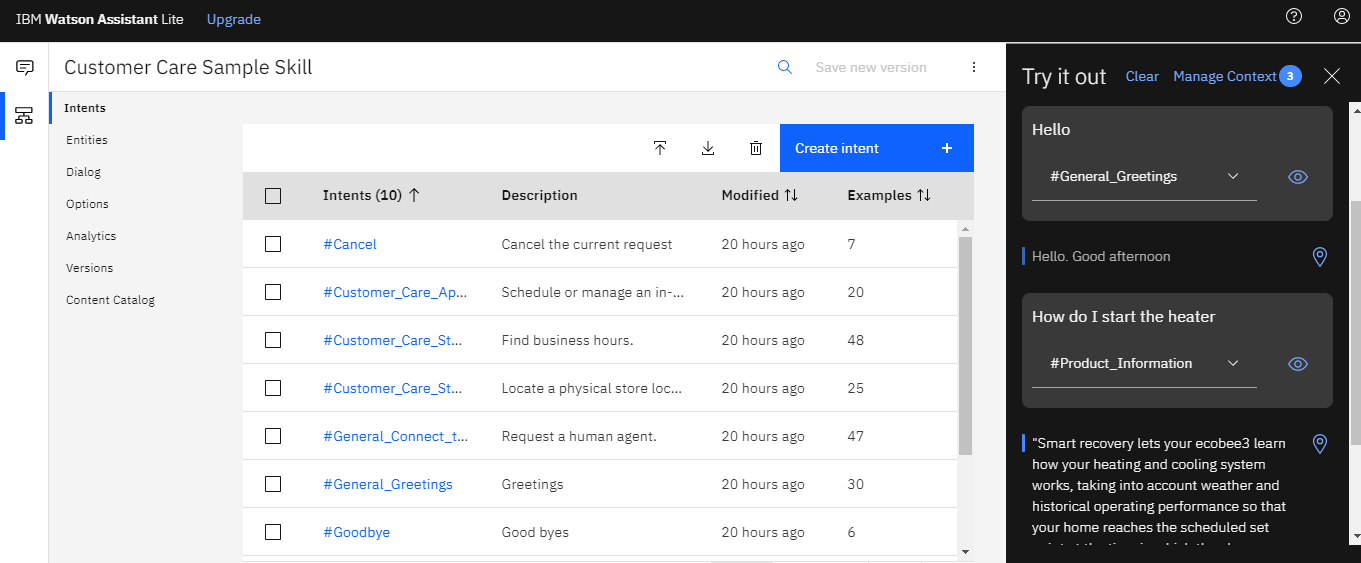 IBM Watson Assistant Lite
Upgrade
Customer Care Sample Skill
Save new version
Intents
Entities
Dialog
Options
Analytics
Versions
Content Catalog
Create intent +
Intents (10) Description Modified Examples
#Cancel Cancel the current request 20 hours ago 7
#Customer_Care_Ap... Schedule or manage an in-... 20 hours ago 20
#Customer_Care_St... Find business hours. 20 hours ago 48
#Customer_Care_St... Locate a physical store loc... 20 hours ago 25
#General_Connect_t... Request a human agent. 20 hours ago 47
#General_Greetings Greetings 20 hours ago 30
#Goodbye Good byes 20 hours ago 6
Try it out Clear Manage Context 3
Hello
#General_Greetings
Hello. Good afternoon
How do I start the heater
#Product_Information
"Smart recovery lets your ecobee3 learn
how your heating and cooling system
works, taking into account weather and
historical operating performance so that
your home reaches the scheduled set